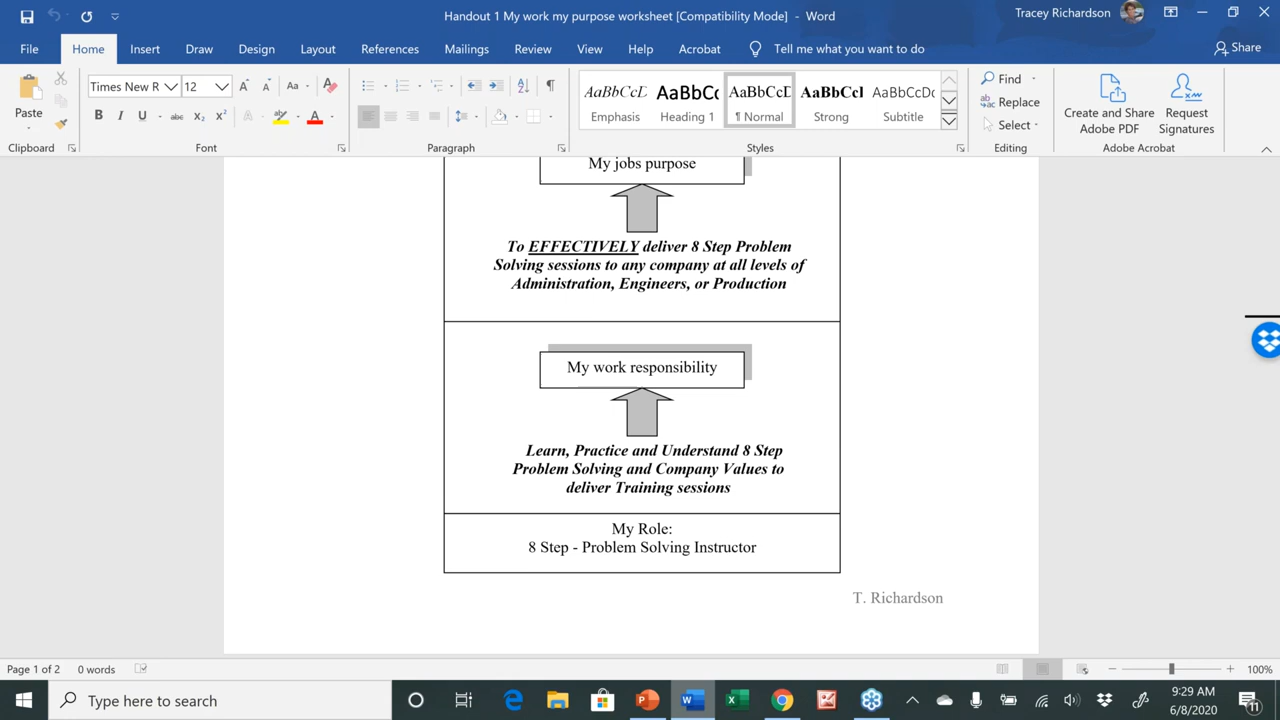 Handout 1 My work my purpose worksheet [Compatibility Mode] - Word
Tracey Richardson
File Home Insert Draw Design Layout References Mailings Review View Help Acrobat Tell me what you want to do Share
Times New R 12
Aa
AaBbCcD AaBbCc AaBbCcD AaBbCcl AaBbCcDc
Find
Replace
Select
Paste
B I U abc X2 X2 A A
Emphasis Heading 1 ¶ Normal Strong Subtitle
Create and Share Adobe PDF
Request Signatures
Clipboard Font Paragraph Styles Editing Adobe Acrobat
My jobs purpose
To EFFECTIVELY deliver 8 Step Problem
Solving sessions to any company at all levels of
Administration, Engineers, or Production
My work responsibility
Learn, Practice and Understand 8 Step
Problem Solving and Company Values to
deliver Training sessions
My Role:
8 Step - Problem Solving Instructor
T. Richardson
Page 1 of 2 0 words 100%
Type here to search
9:29 AM
6/8/2020
11